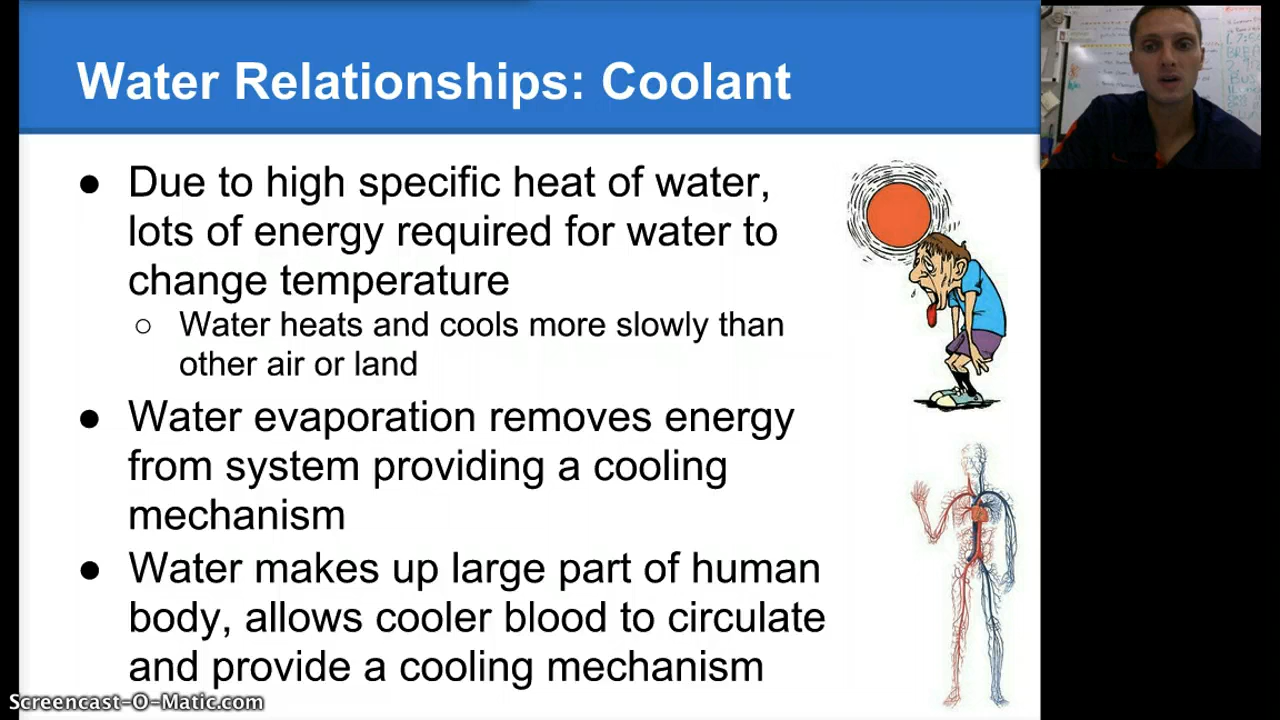 Water Relationships: Coolant
● Due to high specific heat of water,
lots of energy required for water to
change temperature
○ Water heats and cools more slowly than
other air or land
● Water evaporation removes energy
from system providing a cooling
mechanism
● Water makes up large part of human
body, allows cooler blood to circulate
and provide a cooling mechanism
Screencast-O-Matic.com